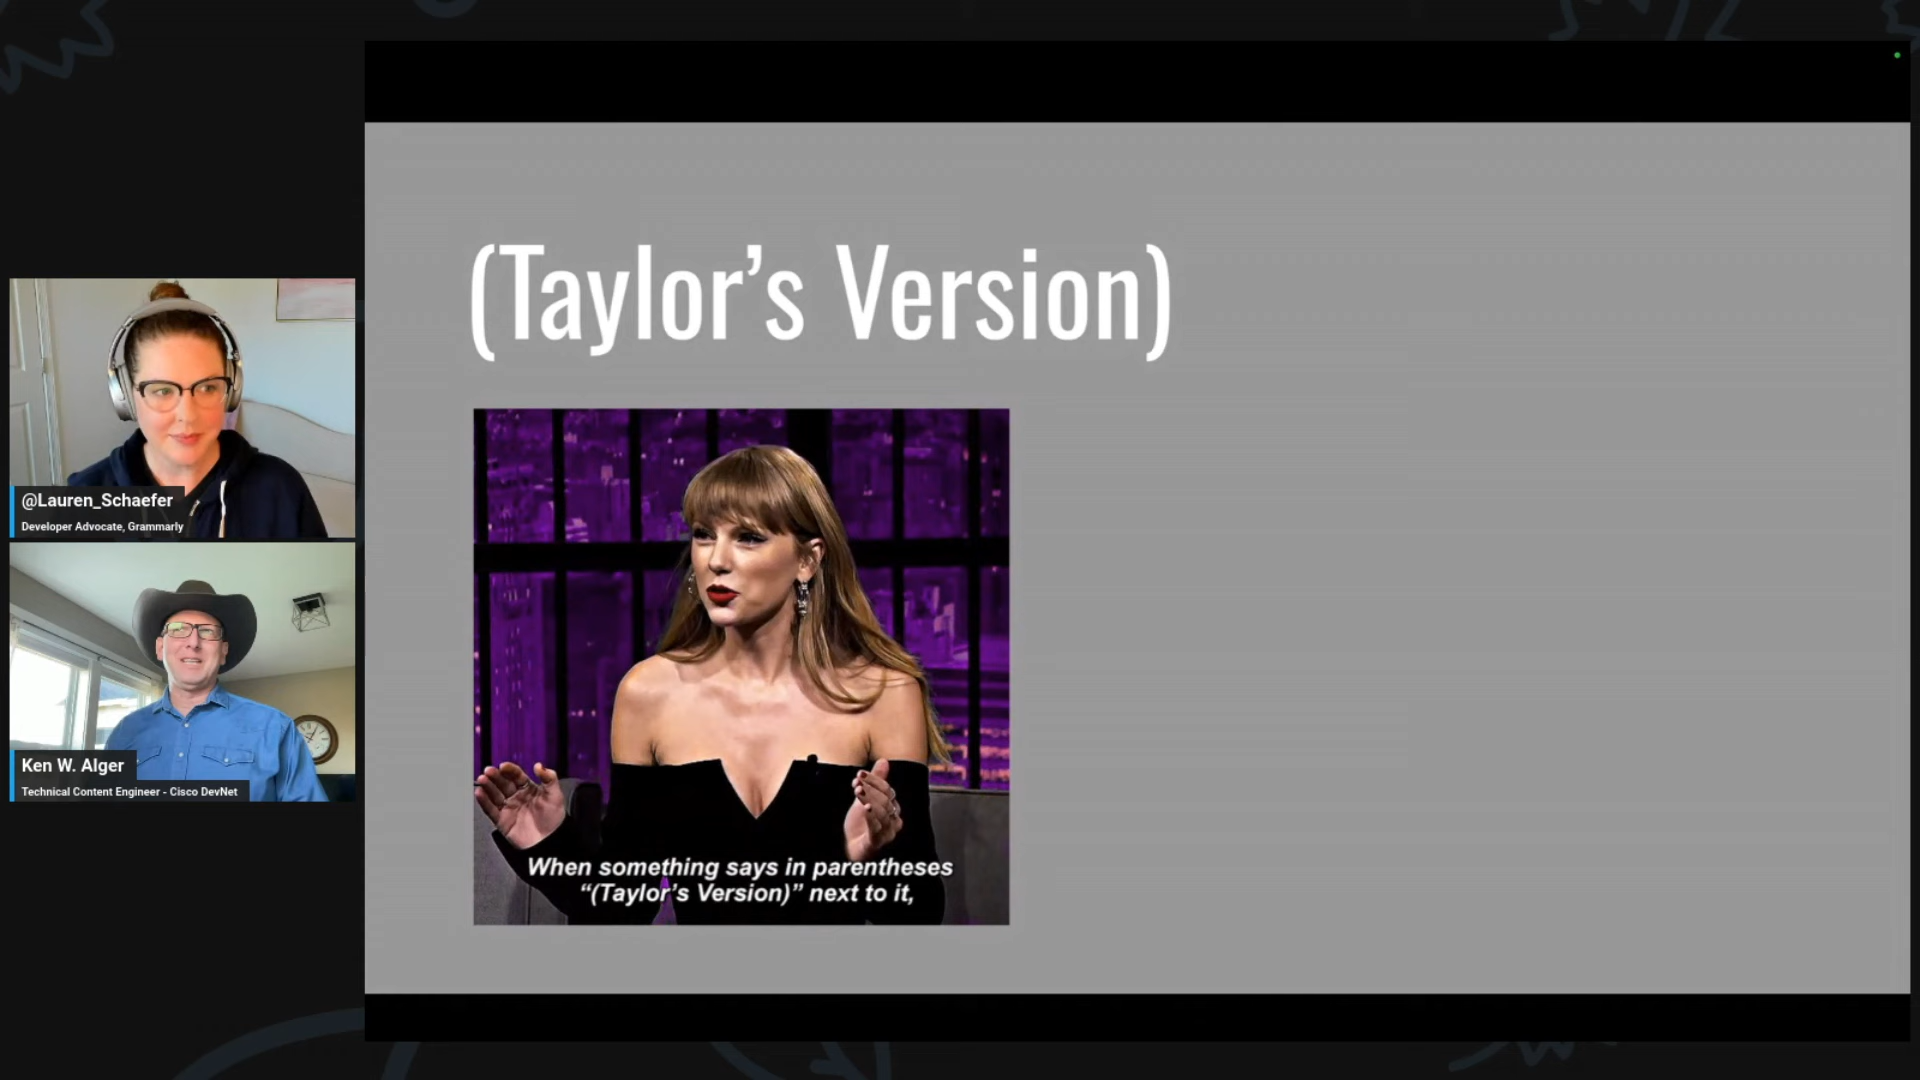 @Lauren_Schaefer
Developer Advocate, Grammarly
Ken W. Alger
Technical Content Engineer - Cisco DevNet
(Taylor’s Version)
When something says in parentheses
“(Taylor’s Version)” next to it,